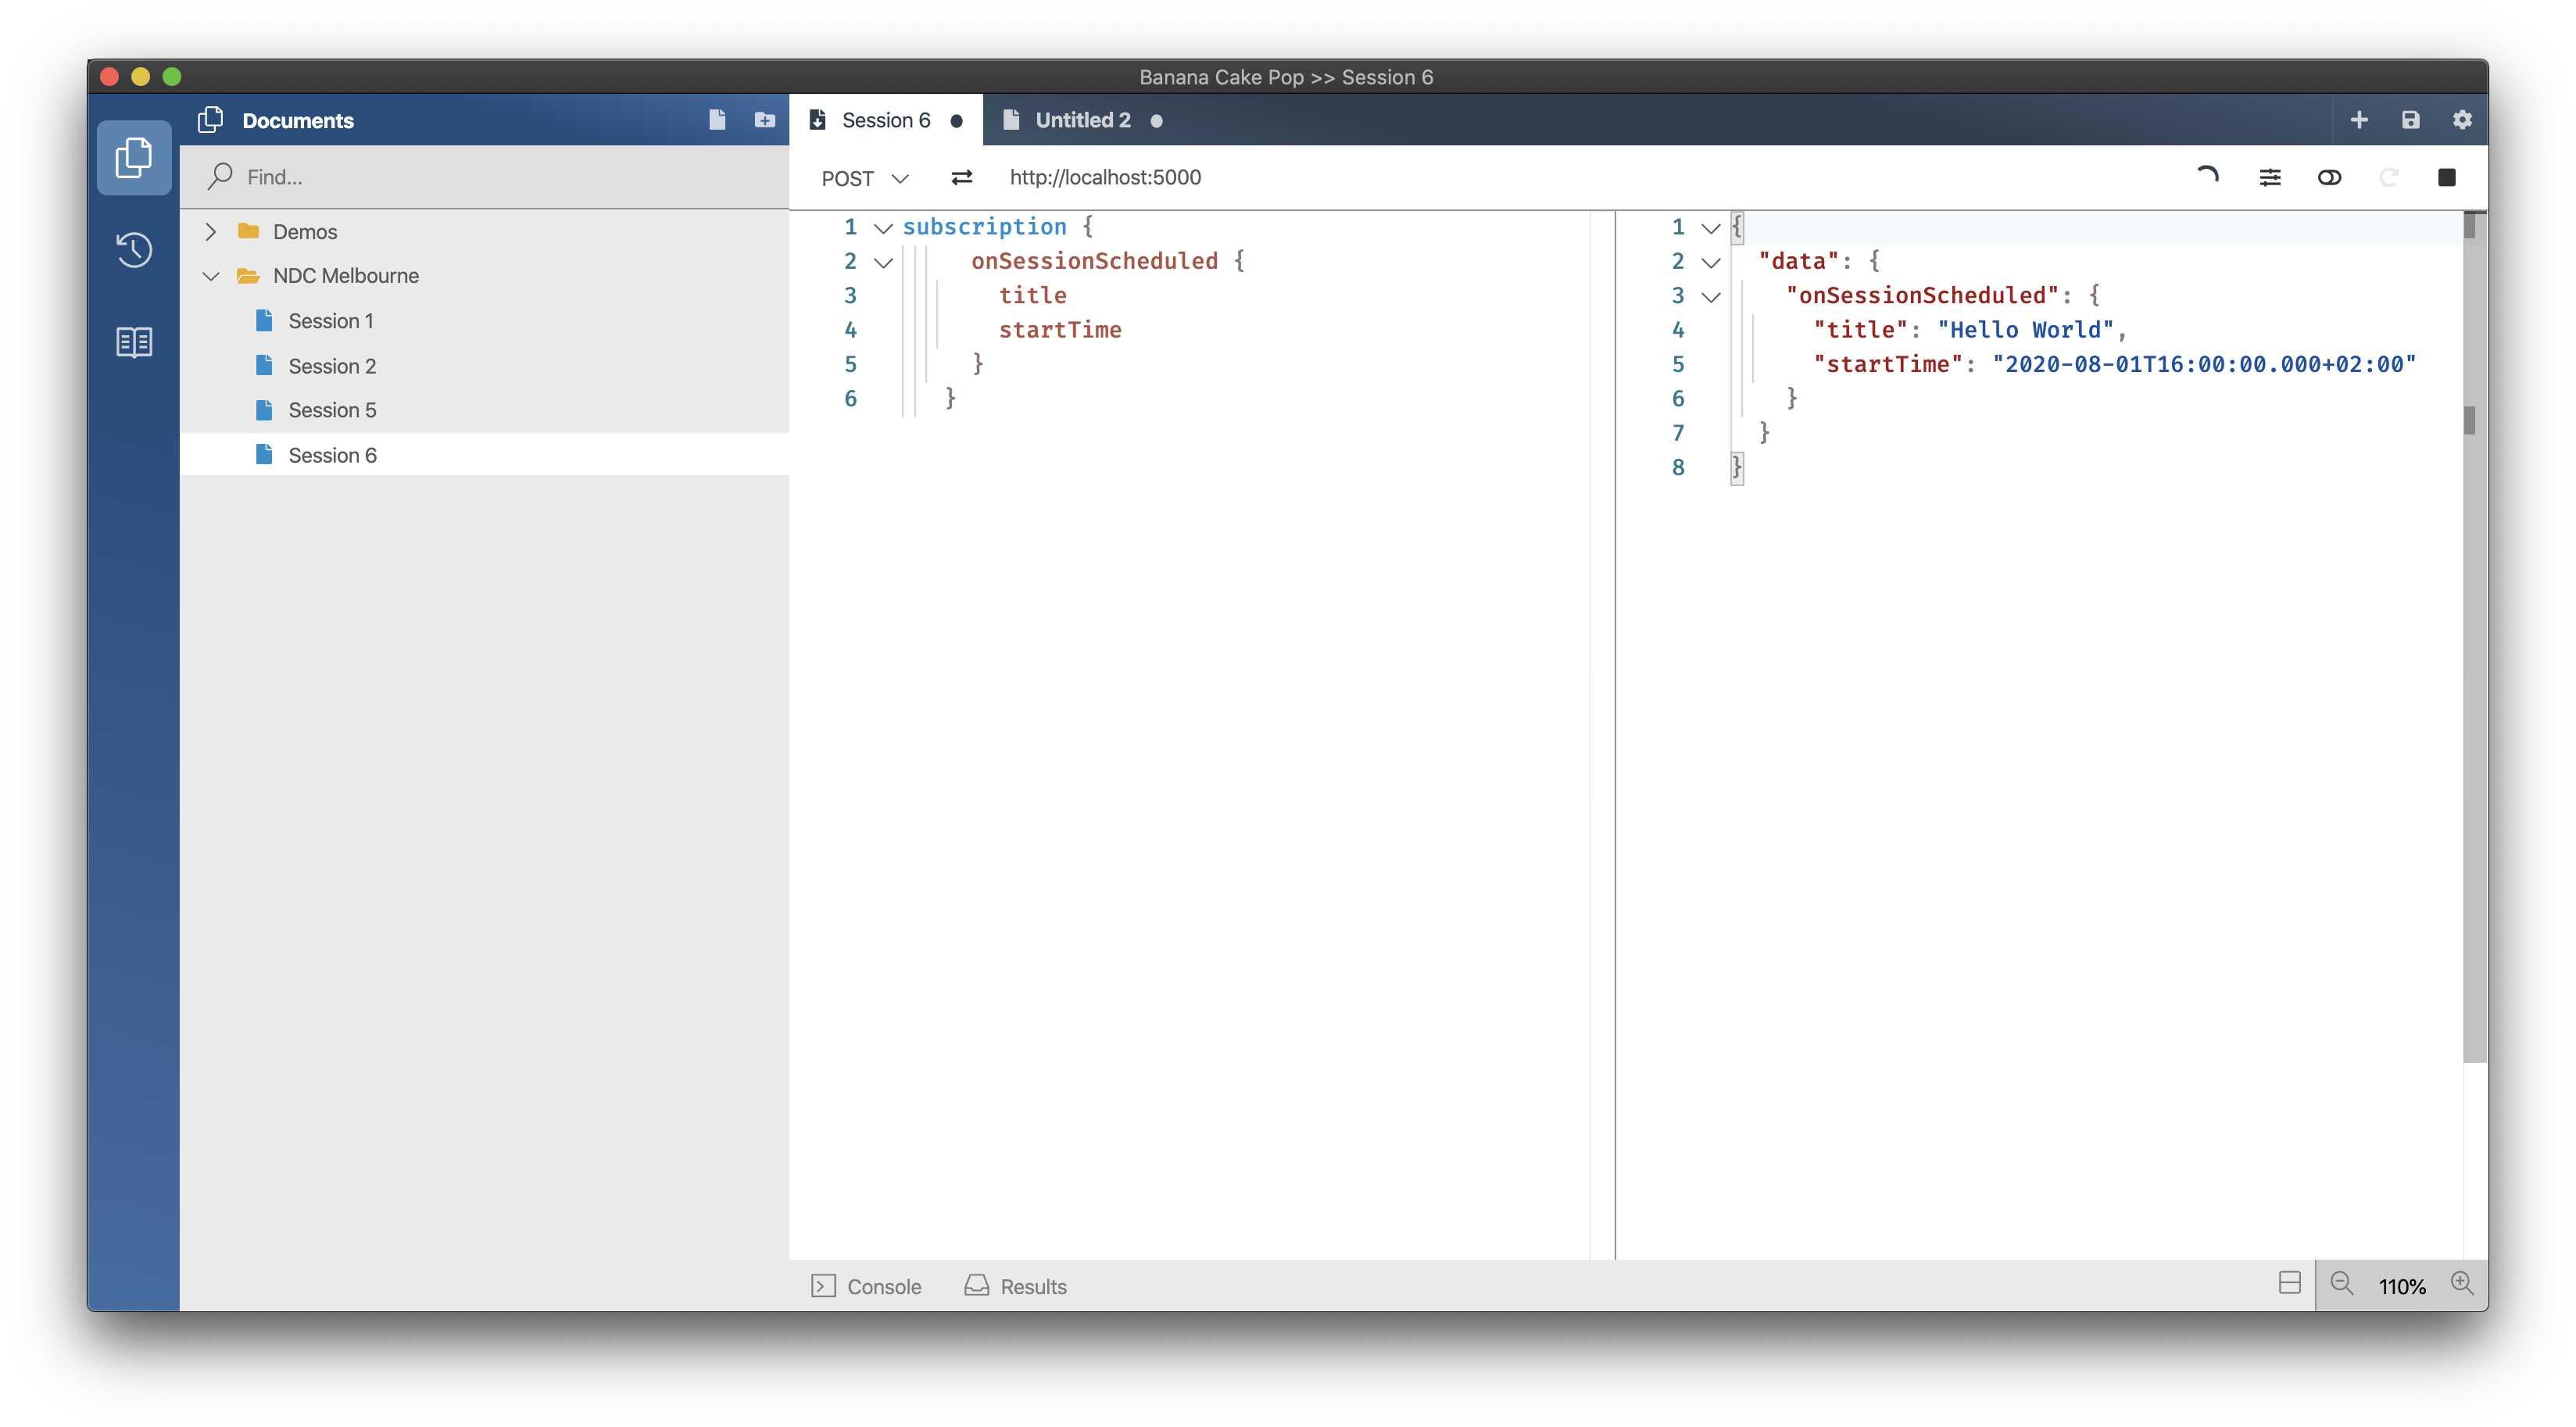 Banana Cake Pop >> Session 6
Documents
Session 6
Untitled 2
Find...
POST
http://localhost:5000
Demos
NDC Melbourne
Session 1
Session 2
Session 5
Session 6
1 subscription {
2 onSessionScheduled {
3 title
4 startTime
5 }
6 }
1 {
2 "data": {
3 "onSessionScheduled": {
4 "title": "Hello World",
5 "startTime": "2020-08-01T16:00:00.000+02:00"
6 }
7 }
8 }
Console
Results
110%